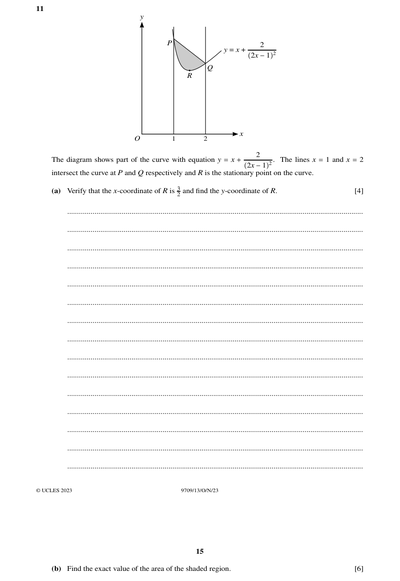 11
y
P
y = x + 2/(2x − 1)²
Q
R
O 1 2 x
The diagram shows part of the curve with equation y = x + 2/(2x − 1)². The lines x = 1 and x = 2
intersect the curve at P and Q respectively and R is the stationary point on the curve.
(a) Verify that the x-coordinate of R is 3/2 and find the y-coordinate of R. [4]
© UCLES 2023 9709/13/O/N/23
15
(b) Find the exact value of the area of the shaded region. [6]